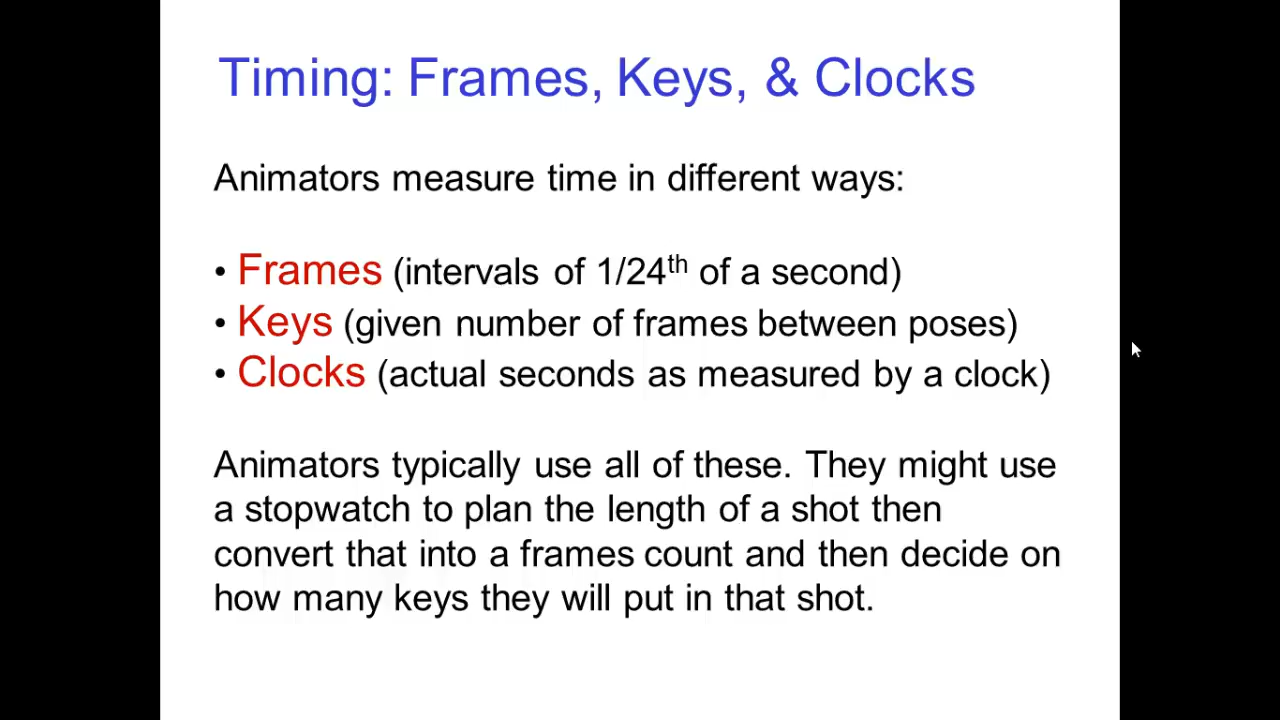 Timing: Frames, Keys, & Clocks
Animators measure time in different ways:
• Frames (intervals of 1/24th of a second)
• Keys (given number of frames between poses)
• Clocks (actual seconds as measured by a clock)
Animators typically use all of these. They might use
a stopwatch to plan the length of a shot then
convert that into a frames count and then decide on
how many keys they will put in that shot.